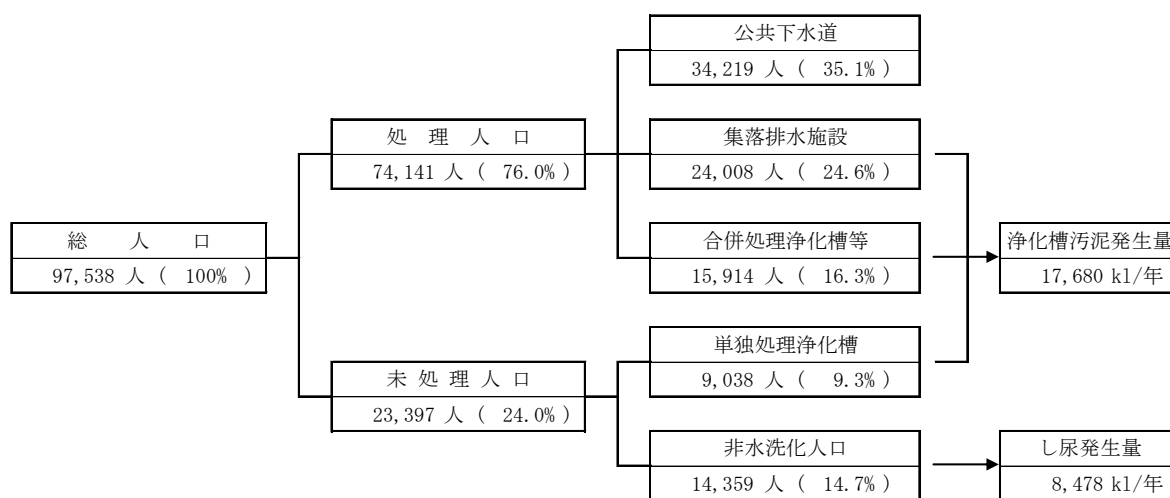 公共下水道
34,219 人 ( 35.1%)
処 理 人 口
74,141 人 ( 76.0%)
集落排水施設
24,008 人 ( 24.6%)
総 人 口
97,538 人 ( 100% )
合併処理浄化槽等
15,914 人 ( 16.3%)
浄化槽汚泥発生量
17,680 kl/年
単独処理浄化槽
9,038 人 ( 9.3%)
未 処 理 人 口
23,397 人 ( 24.0%)
非水洗化人口
14,359 人 ( 14.7%)
し尿発生量
8,478 kl/年